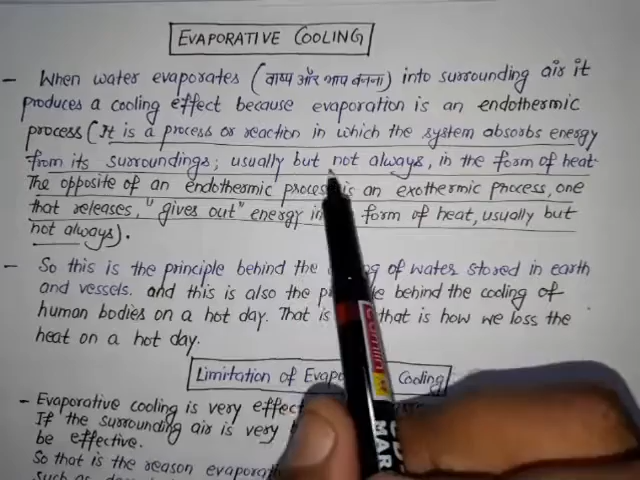 EVAPORATIVE COOLING
- When water evaporates (वाष्प और भाप बनना) into surrounding air it
produces a cooling effect because evaporation is an endothermic
process (It is a process or reaction in which the system absorbs energy
from its surroundings; usually but not always, in the form of heat.
The opposite of an endothermic process is an exothermic process, one
that releases, "gives out" energy in form of heat, usually but
not always).
- So this is the principle behind the of water stored in earth
and vessels. and this is also the behind the cooling of
human bodies on a hot day. That is that is how we loss the
heat on a hot day.
Limitation of Cooling
- Evaporative cooling is very
If the surrounding air is very
be effective.
So that is the reason
such as